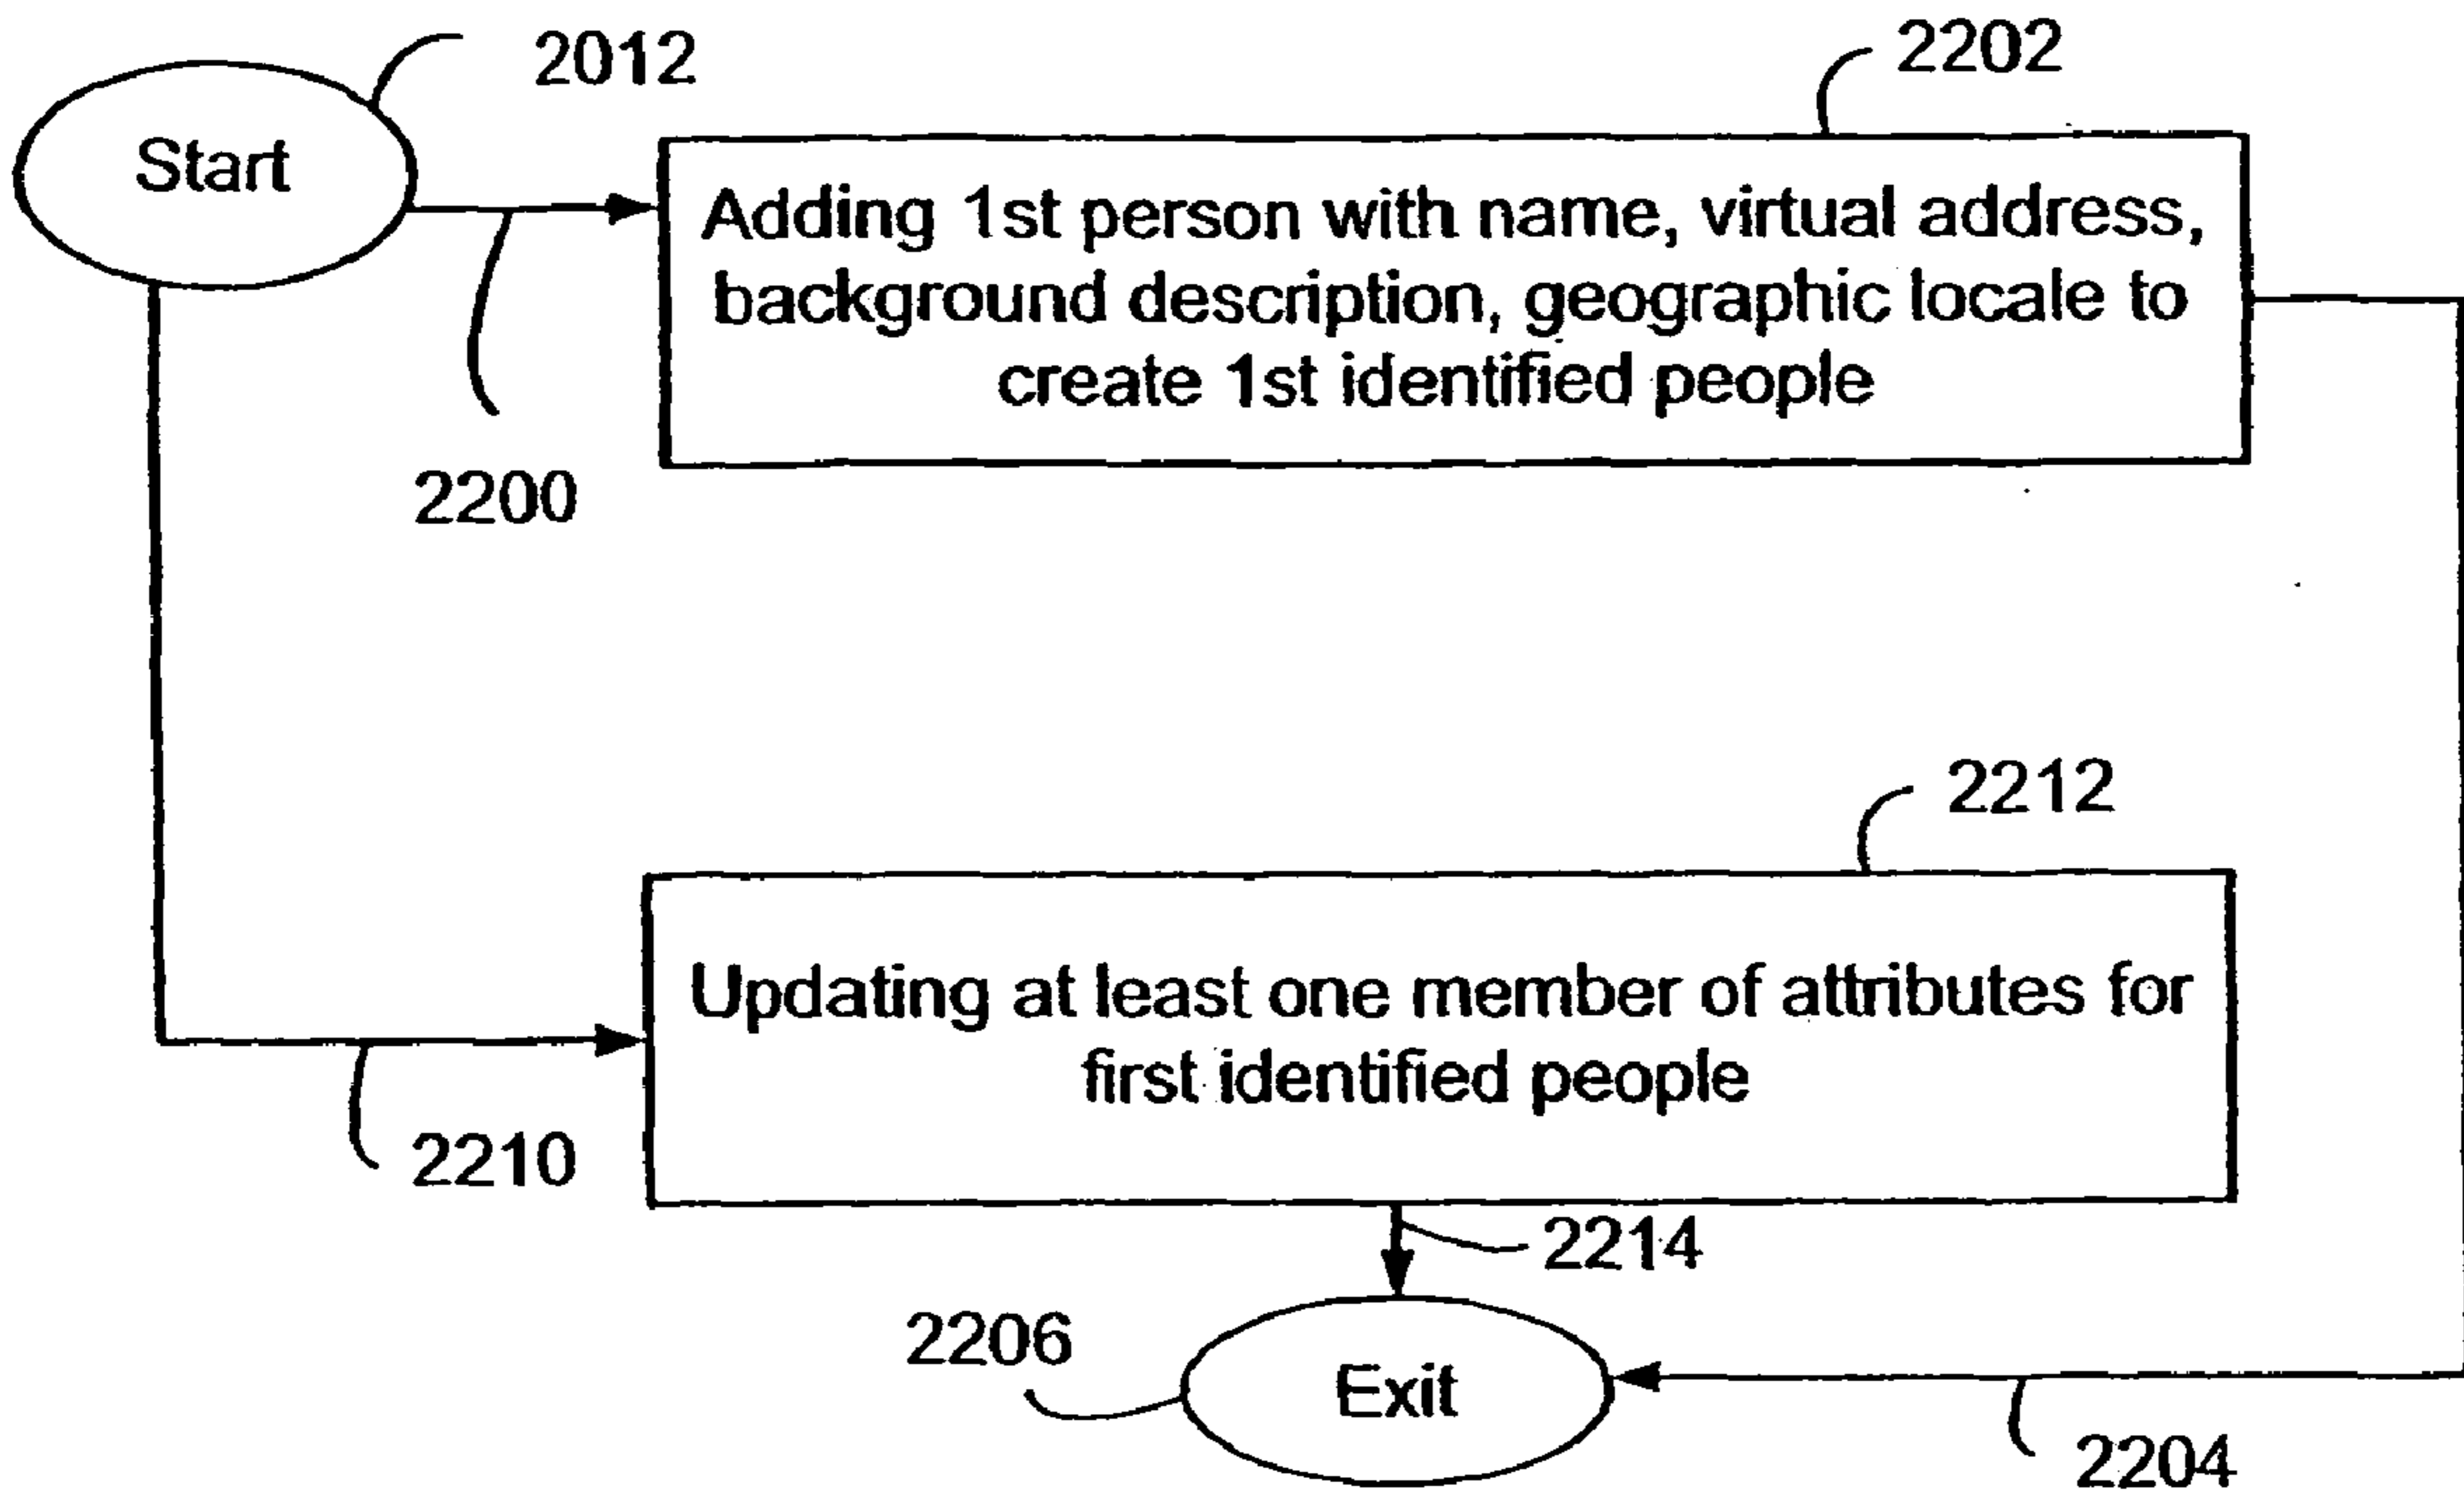 2012
2202
Start
Adding 1st person with name, virtual address,
background description, geographic locale to
create 1st identified people
2200
2212
Updating at least one member of attributes for
first identified people
2210
2214
2206
Exit
2204